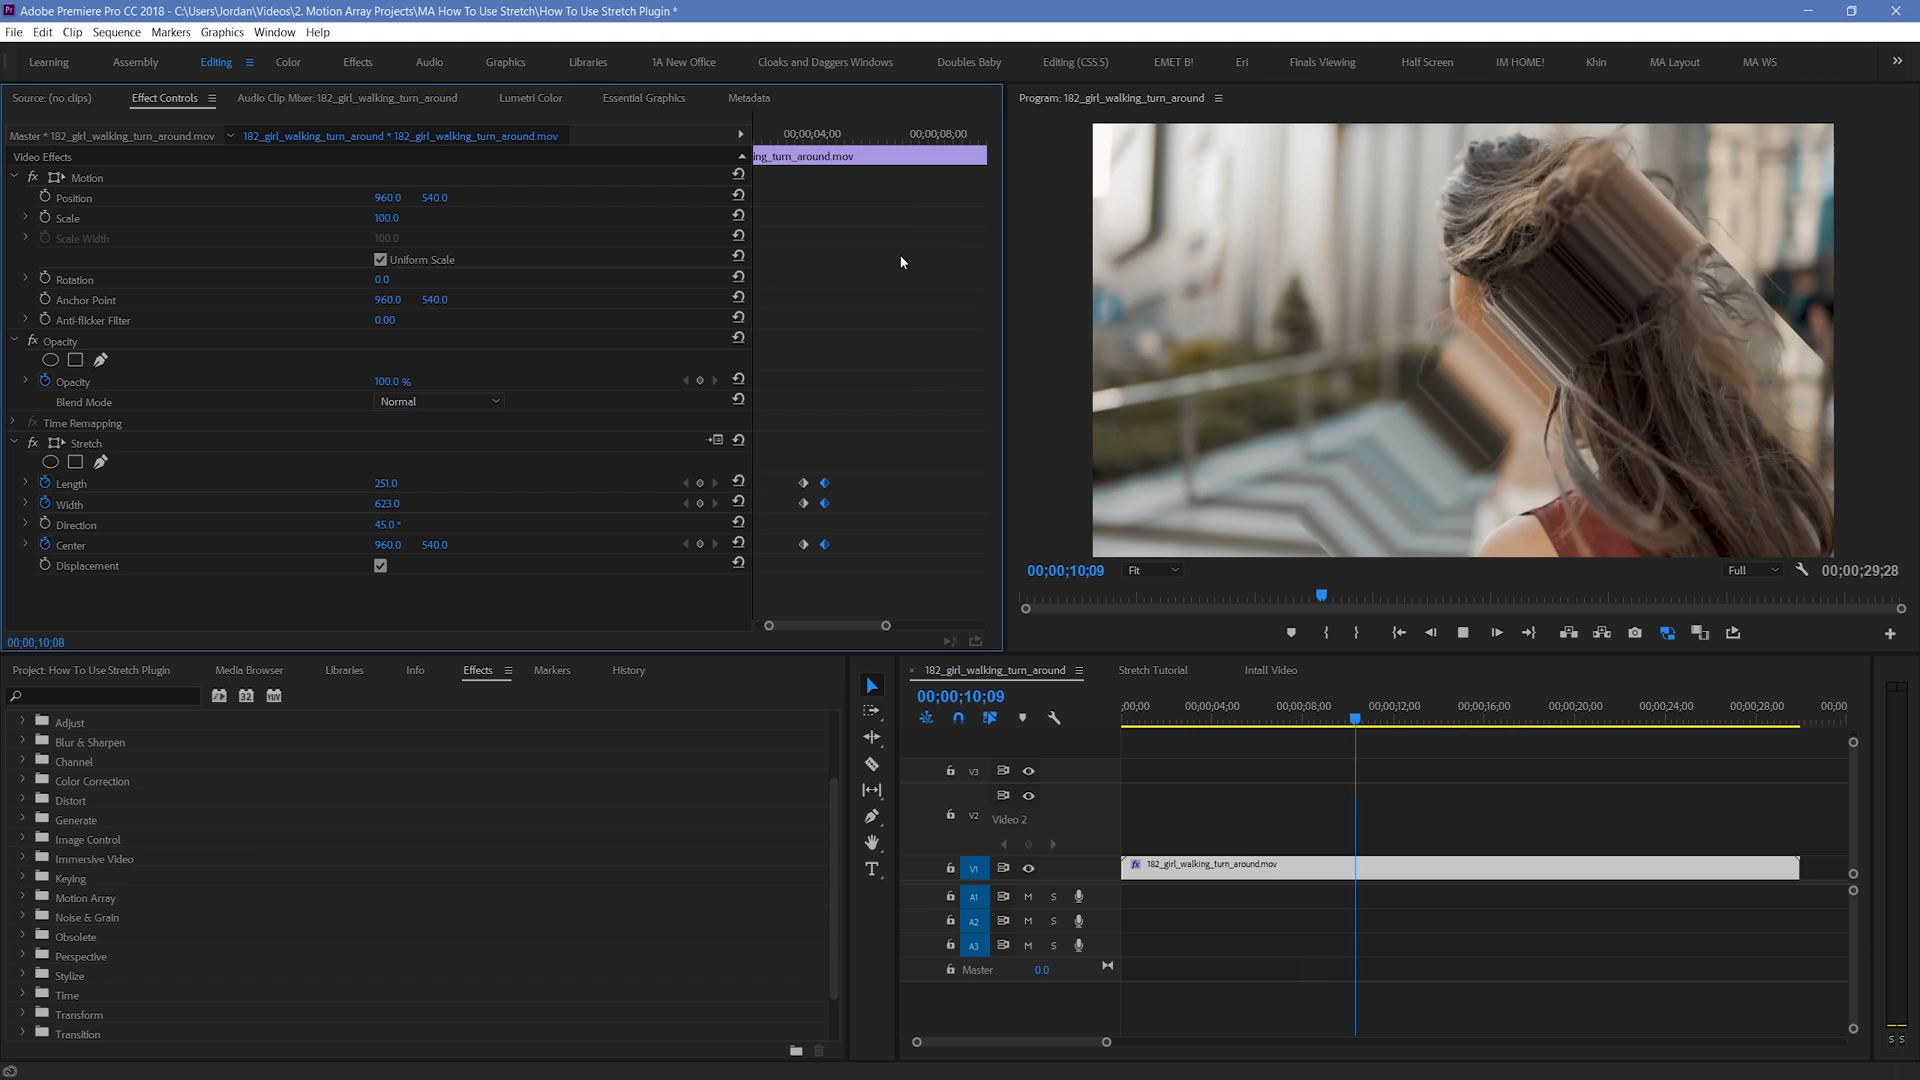 Adobe Premiere Pro CC 2018 - C:\Users\Jordan\Videos\2. Motion Array Projects\MA How To Use Stretch\How To Use Stretch Plugin *
File Edit Clip Sequence Markers Graphics Window Help
Learning Assembly Editing Color Effects Audio Graphics Libraries 1A New Office Cloaks and Daggers Windows Doubles Baby Editing (CS5.5) EMET B! Eri Finals Viewing Half Screen IM HOME! Khin MA Layout MA WS
Source: (no clips) Effect Controls Audio Clip Mixer: 182_girl_walking_turn_around Lumetri Color Essential Graphics Metadata
Master * 182_girl_walking_turn_around.mov 182_girl_walking_turn_around * 182_girl_walking_turn_around.mov
00;00;04;00 00;00;08;00
Video Effects
ing_turn_around.mov
fx Motion
Position 960.0 540.0
Scale 100.0
Scale Width 100.0
Uniform Scale
Rotation 0.0
Anchor Point 960.0 540.0
Anti-flicker Filter 0.00
fx Opacity
Opacity 100.0 %
Blend Mode Normal
fx Time Remapping
fx Stretch
Length 251.0
Width 623.0
Direction 45.0 °
Center 960.0 540.0
Displacement
00;00;10;08
Program: 182_girl_walking_turn_around
00;00;10;09 Fit Full 00;00;29;28
Project: How To Use Stretch Plugin Media Browser Libraries Info Effects Markers History
32 YUV
Adjust
Blur & Sharpen
Channel
Color Correction
Distort
Generate
Image Control
Immersive Video
Keying
Motion Array
Noise & Grain
Obsolete
Perspective
Stylize
Time
Transform
Transition
T
× 182_girl_walking_turn_around Stretch Tutorial Intall Video
00;00;10;09
;00;00 00;00;04;00 00;00;08;00 00;00;12;00 00;00;16;00 00;00;20;00 00;00;24;00 00;00;28;00 00;00
V3
V2 Video 2
V1 fx 182_girl_walking_turn_around.mov
A1 M S
A2 M S
A3 M S
Master 0.0
S S